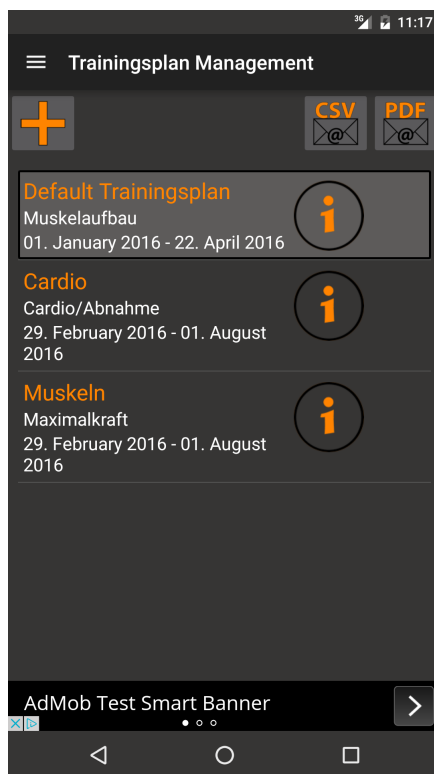 3G 11:17
Trainingsplan Management
CSV PDF
@ @
Default Trainingsplan
Muskelaufbau
01. January 2016 - 22. April 2016
i
Cardio
Cardio/Abnahme
29. February 2016 - 01. August
2016
i
Muskeln
Maximalkraft
29. February 2016 - 01. August
2016
i
AdMob Test Smart Banner